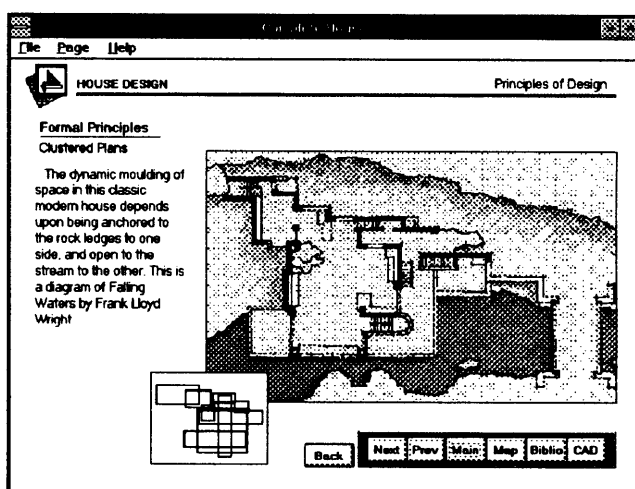 Complete House
File Page Help
HOUSE DESIGN
Principles of Design
Formal Principles
Clustered Plans
The dynamic moulding of
space in this classic
modern house depends
upon being anchored to
the rock ledges to one
side, and open to the
stream to the other. This is
a diagram of Falling
Waters by Frank Lloyd
Wright
Back Next Prev Main Map Biblio CAD